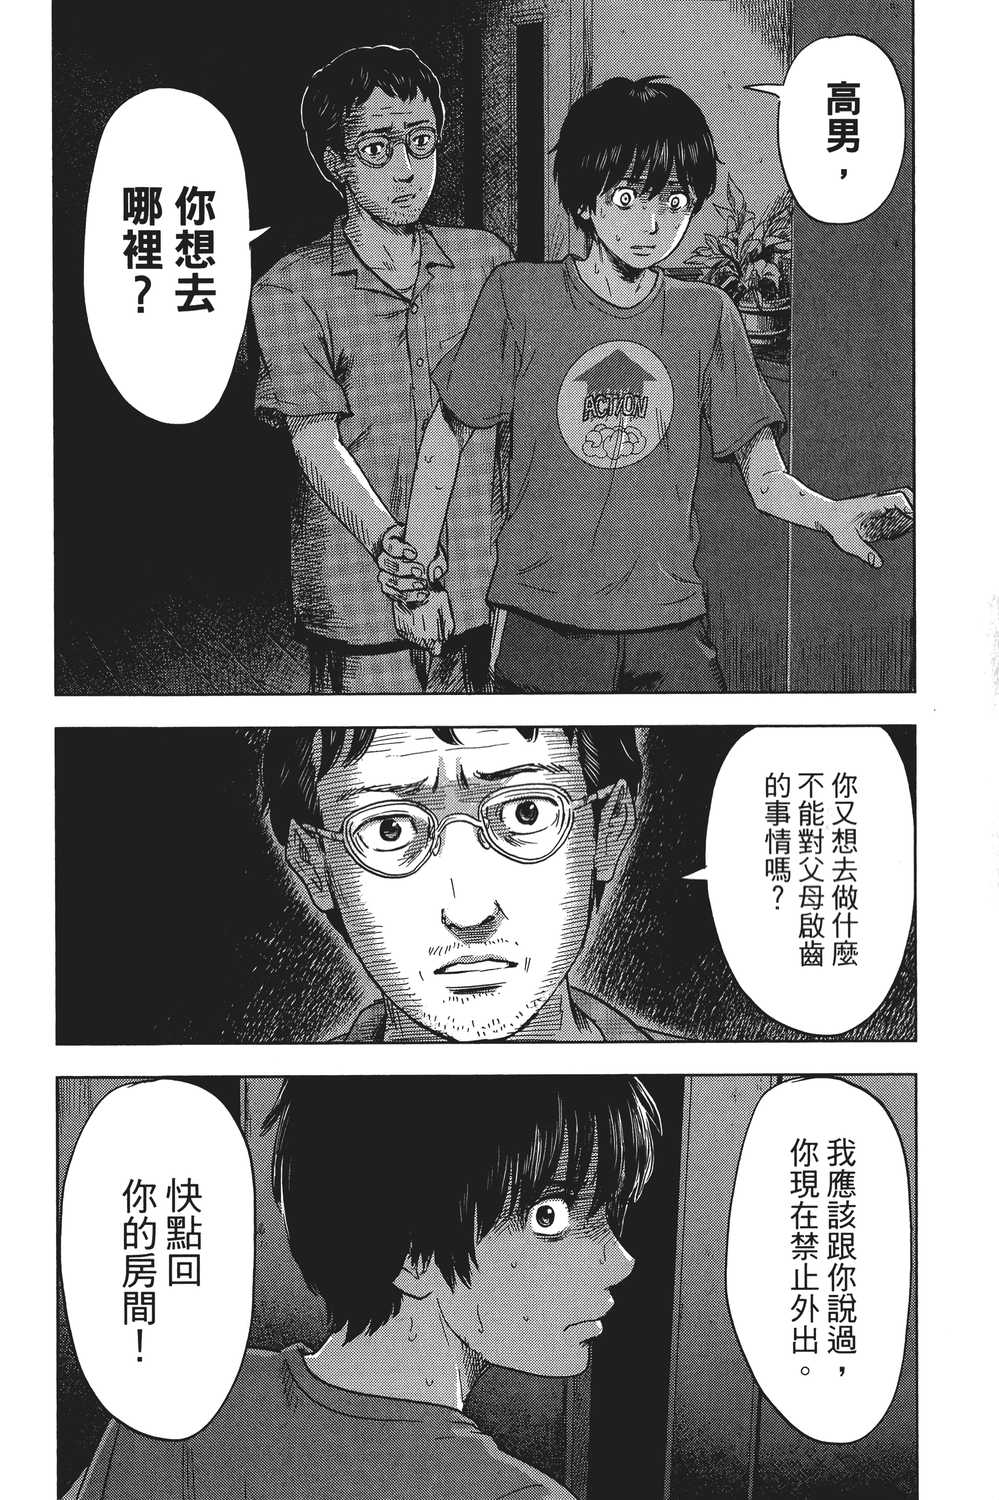 高男，
你想去
哪裡？
ACTION
你又想去做什麼
不能對父母啟齒
的事情嗎？
我應該跟你說過，
你現在禁止外出。
快點回
你的房間！